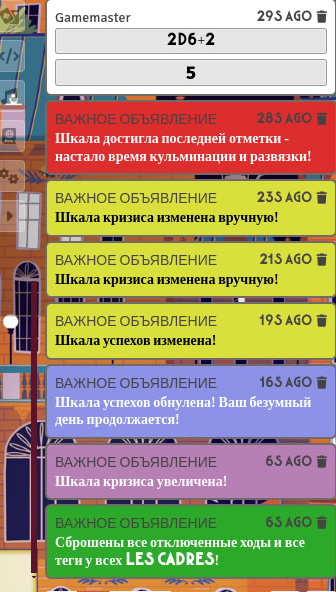 Gamemaster 29S AGO
2D6+2
5
ВАЖНОЕ ОБЪЯВЛЕНИЕ 28S AGO
Шкала достигла последней отметки -
настало время кульминации и развязки!
ВАЖНОЕ ОБЪЯВЛЕНИЕ 23S AGO
Шкала кризиса изменена вручную!
ВАЖНОЕ ОБЪЯВЛЕНИЕ 21S AGO
Шкала кризиса изменена вручную!
ВАЖНОЕ ОБЪЯВЛЕНИЕ 19S AGO
Шкала успехов изменена!
ВАЖНОЕ ОБЪЯВЛЕНИЕ 16S AGO
Шкала успехов обнулена! Ваш безумный
день продолжается!
ВАЖНОЕ ОБЪЯВЛЕНИЕ 6S AGO
Шкала кризиса увеличена!
ВАЖНОЕ ОБЪЯВЛЕНИЕ 6S AGO
Сброшены все отключенные ходы и все
теги у всех LES CADRES!